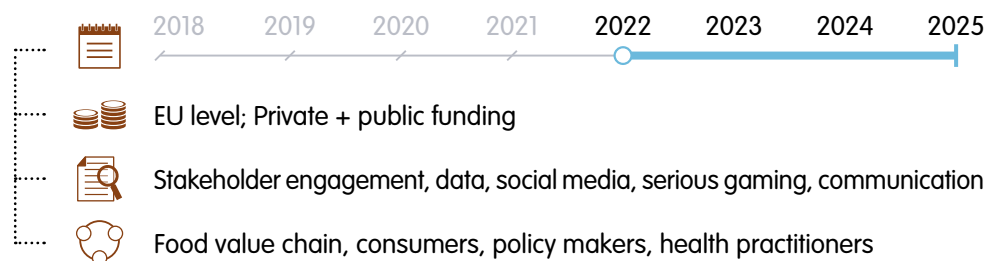 2018 2019 2020 2021 2022 2023 2024 2025
EU level; Private + public funding
Stakeholder engagement, data, social media, serious gaming, communication
Food value chain, consumers, policy makers, health practitioners